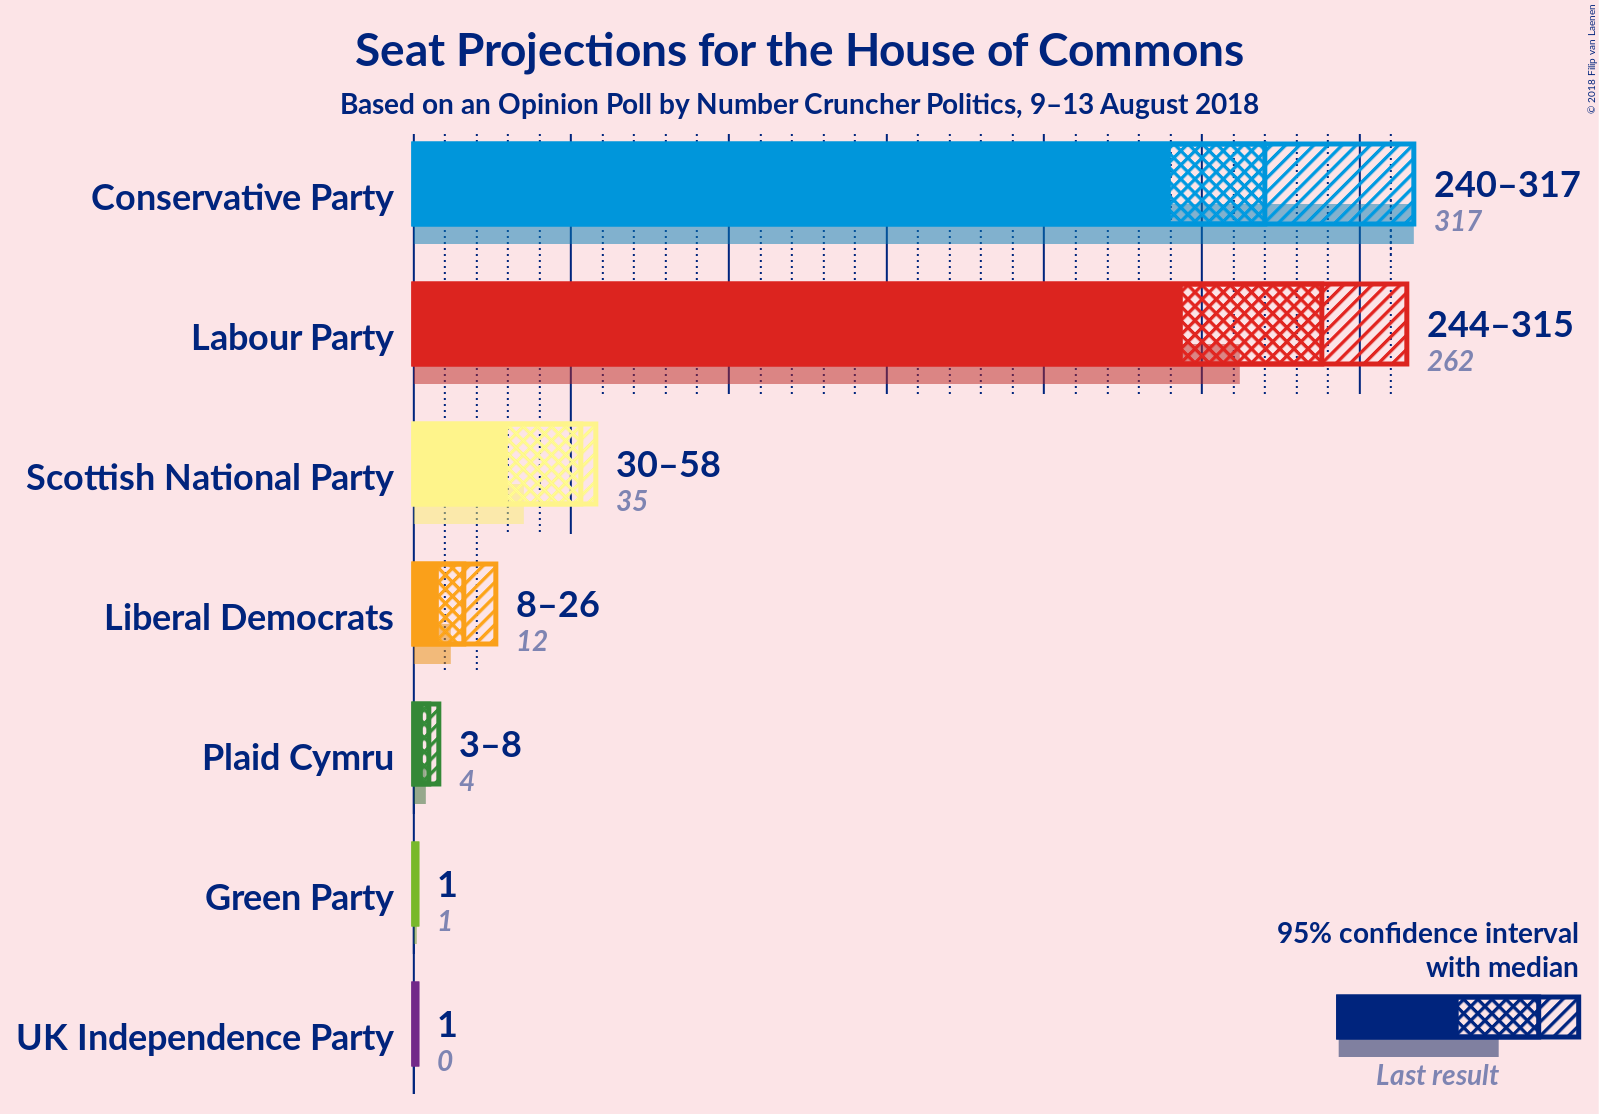 Seat Projections for the House of Commons
Based on an Opinion Poll by Number Cruncher Politics, 9–13 August 2018
© 2018 Filip van Laenen
Conservative Party
240–317
317
Labour Party
244–315
262
Scottish National Party
30–58
35
Liberal Democrats
8–26
12
Plaid Cymru
3–8
4
Green Party
1
1
UK Independence Party
1
0
95% confidence interval
with median
Last result